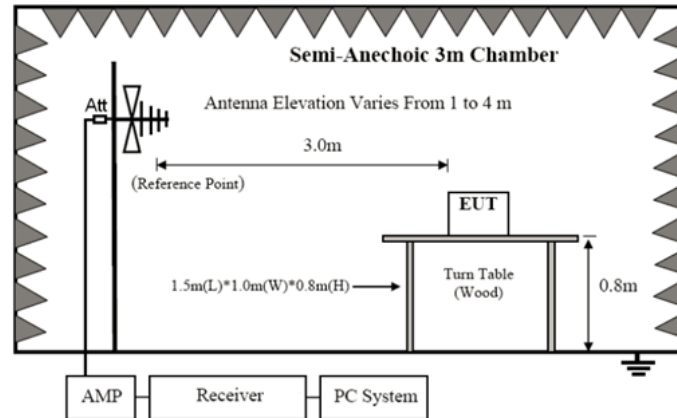 Semi-Anechoic 3m Chamber
Att
Antenna Elevation Varies From 1 to 4 m
3.0m
(Reference Point)
EUT
1.5m(L)*1.0m(W)*0.8m(H)
Turn Table
(Wood)
0.8m
AMP
Receiver
PC System